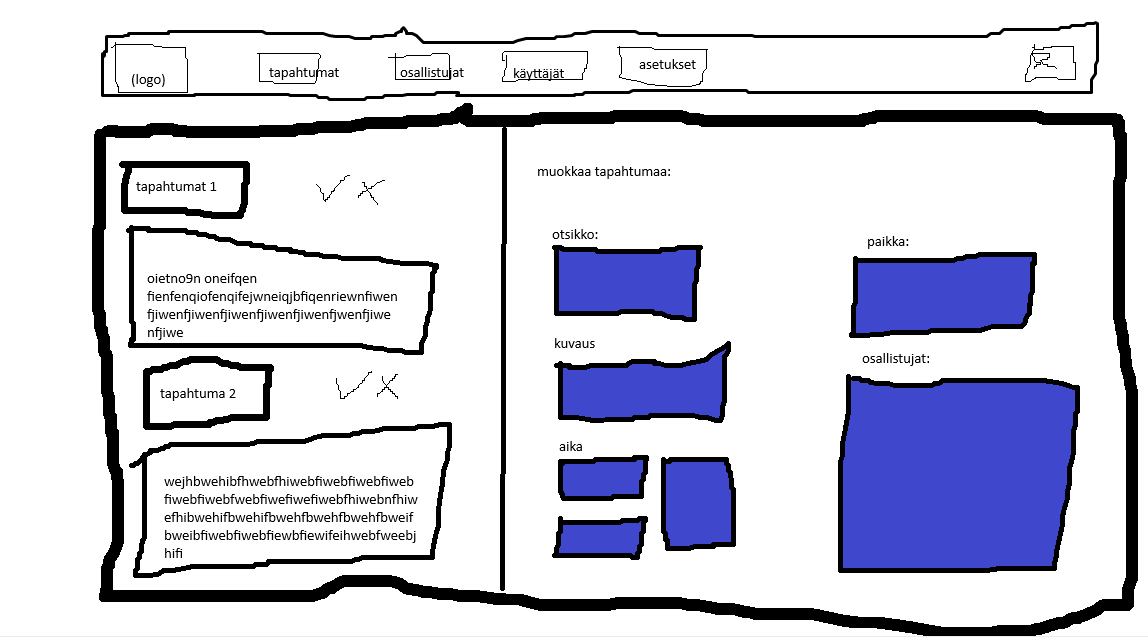 (logo)
tapahtumat
osallistujat
käyttäjät
asetukset
tapahtumat 1
oietno9n oneifqen
fienfenqiofenqifejwneiqjbfiqenriewnfiwen
fjiwenfjiwenfjiwenfjiwenfjiwenfjwenfjiwe
nfjiwe
tapahtuma 2
wejhbwehibfhwebfhiwebfiwebfiwebfiweb
fiwebfiwebfwebfiwefiwefiwebfhiwebnfhiw
efhibwehifbwehifbwehfbwehfbwehfbweif
bweibfiwebfiwebfiewbfiewifeihwebfweebj
hifi
muokkaa tapahtumaa:
otsikko:
paikka:
kuvaus
osallistujat:
aika